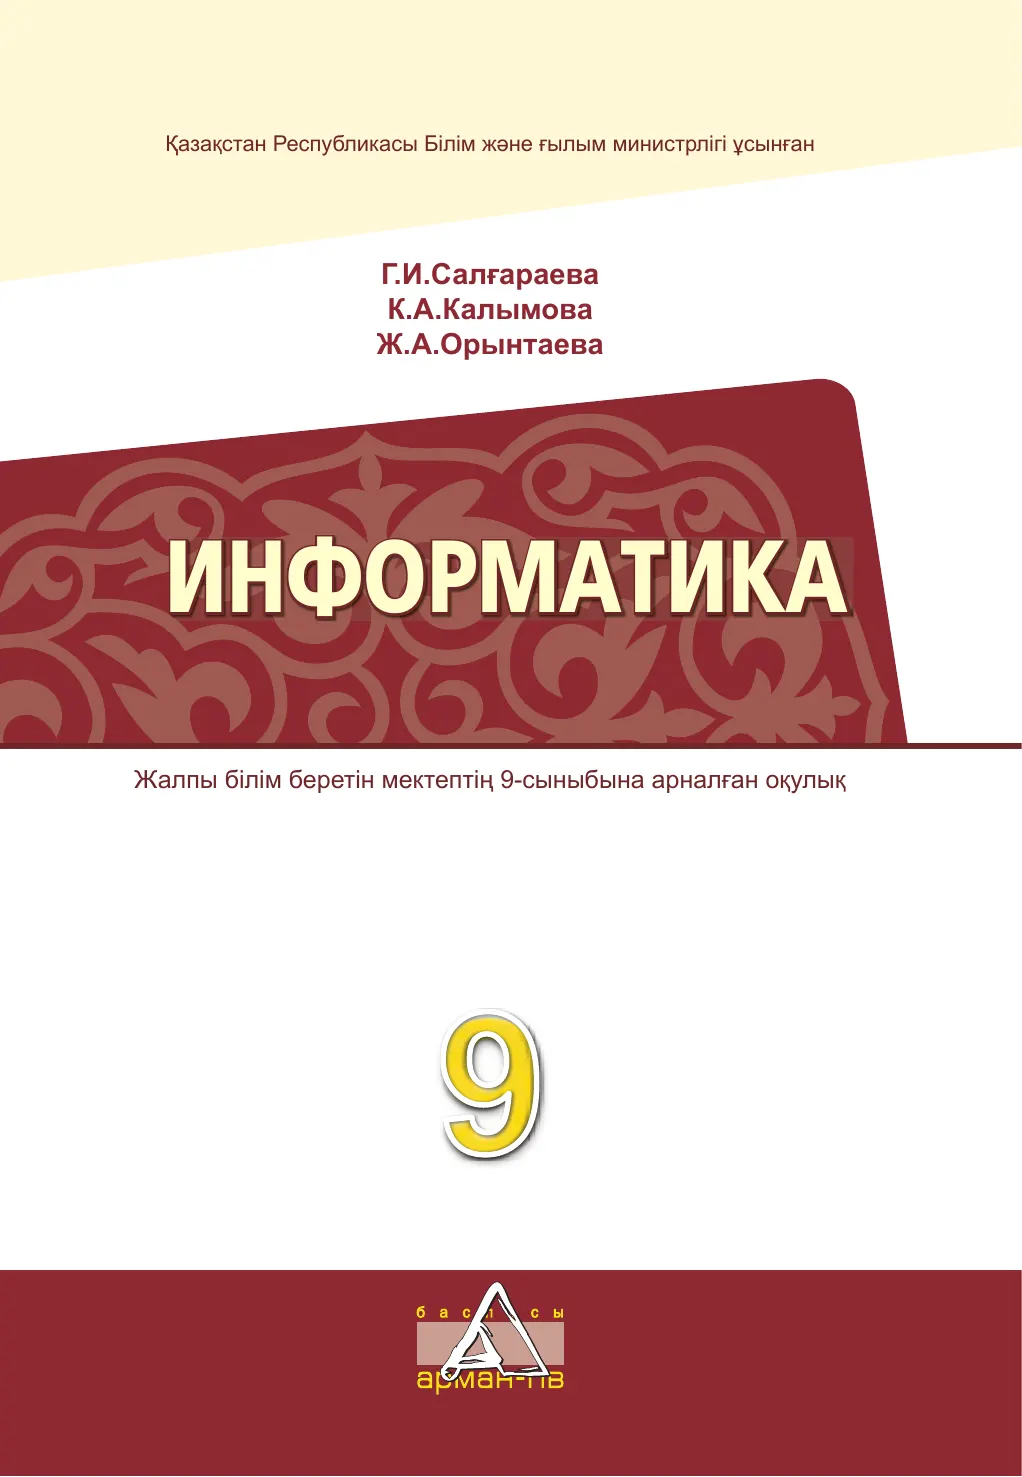 Қазақстан Республикасы Білім және ғылым министрлігі ұсынған
Г.И.Салғараева
К.А.Калымова
Ж.А.Орынтаева
ИНФОРМАТИКА
Жалпы білім беретін мектептің 9-сыныбына арналған оқулық
9
арман-пв